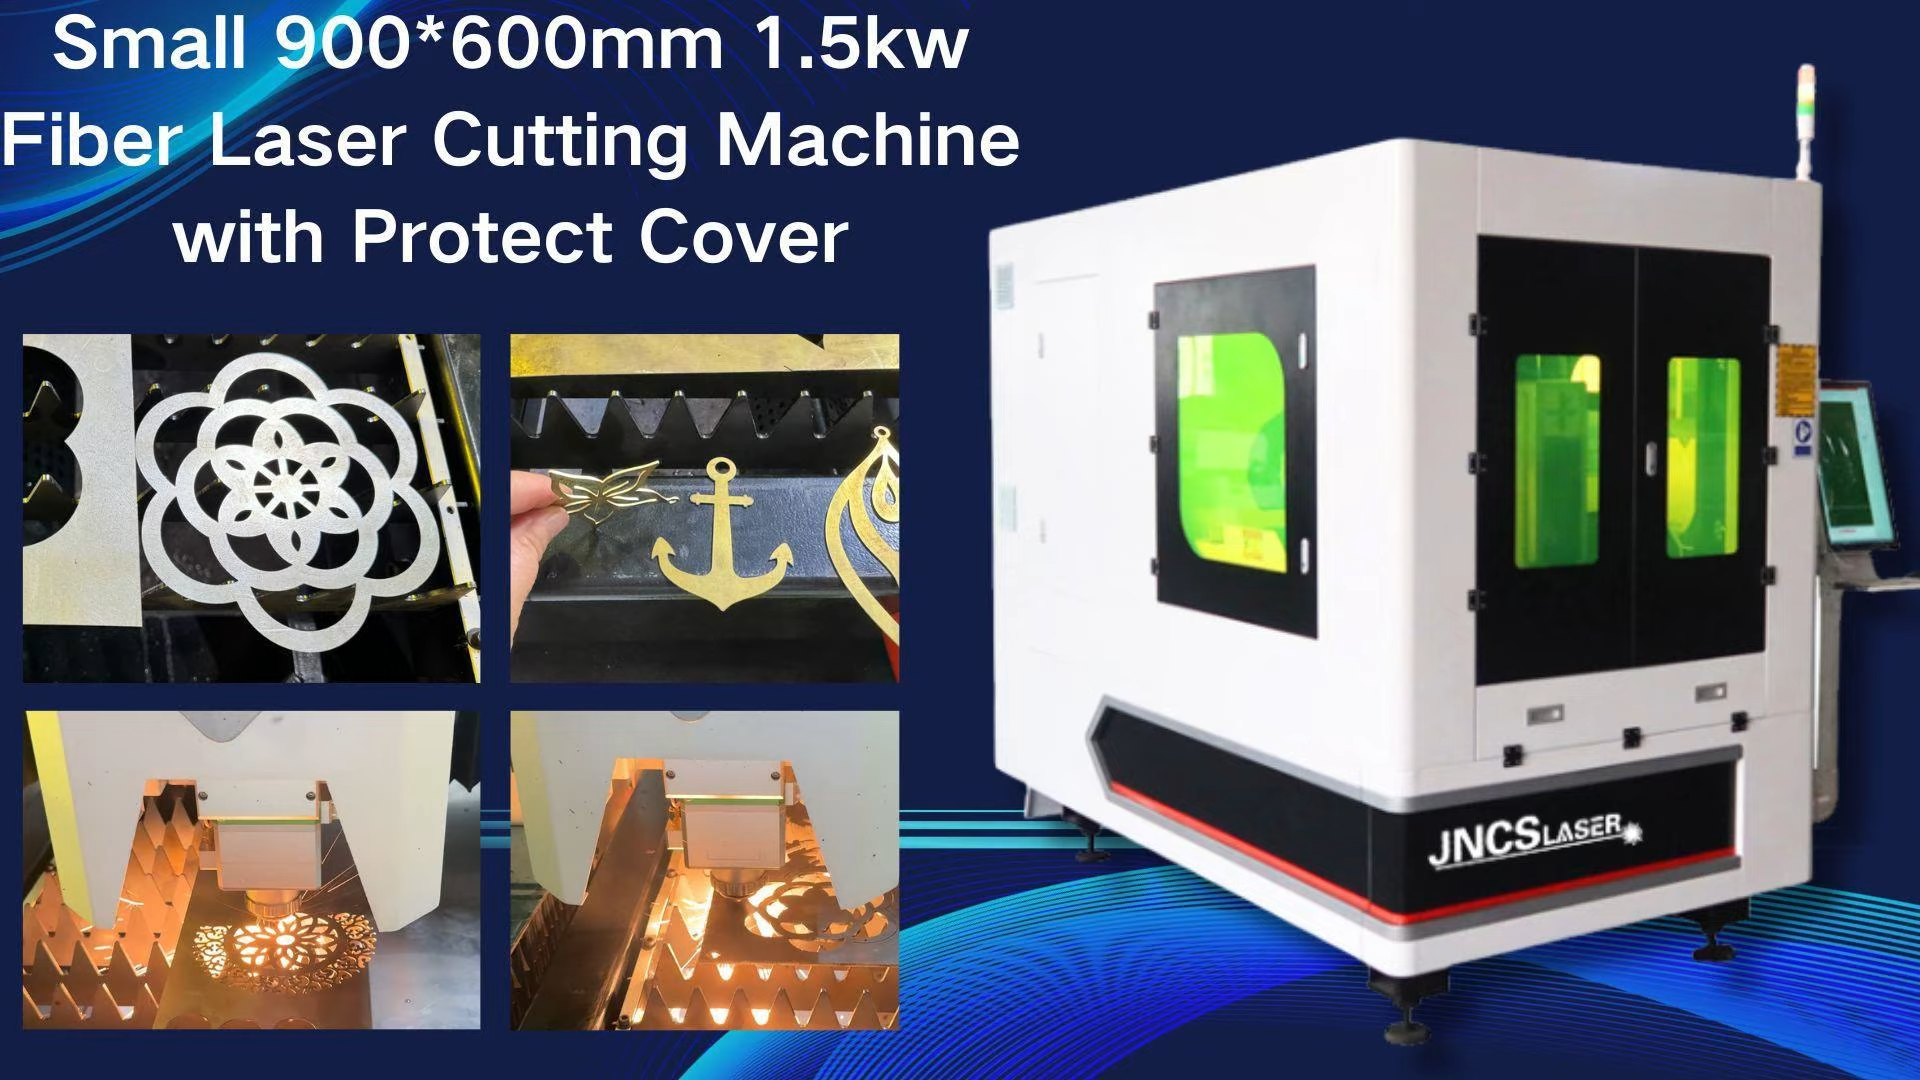 Small 900*600mm 1.5kw
Fiber Laser Cutting Machine
with Protect Cover
JNCSLASER